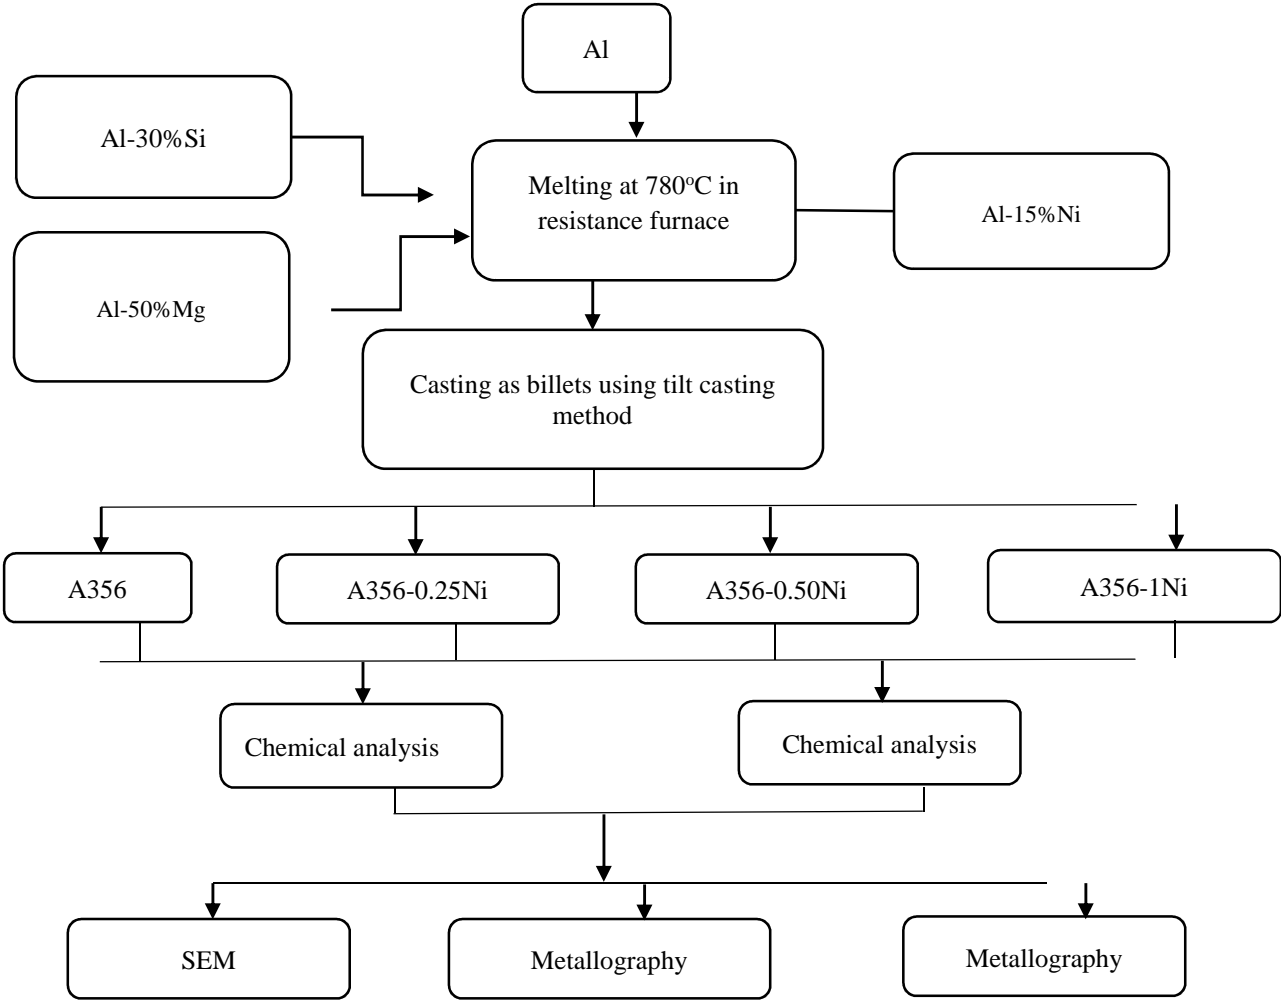 Al
Al-30%Si
Melting at 780°C in
resistance furnace
Al-15%Ni
Al-50%Mg
Casting as billets using tilt casting
method
A356
A356-0.25Ni
A356-0.50Ni
A356-1Ni
Chemical analysis
Chemical analysis
SEM
Metallography
Metallography